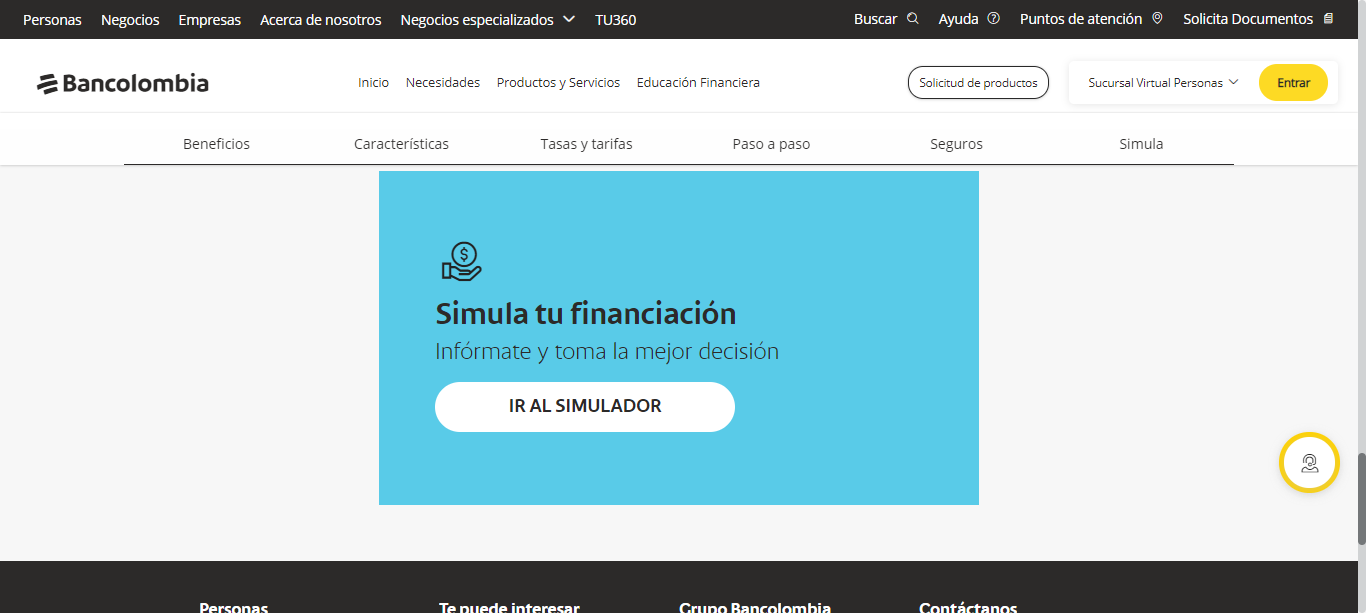 Personas Negocios Empresas Acerca de nosotros Negocios especializados TU360 Buscar Ayuda Puntos de atención Solicita Documentos
Bancolombia Inicio Necesidades Productos y Servicios Educación Financiera Solicitud de productos Sucursal Virtual Personas Entrar
Beneficios Características Tasas y tarifas Paso a paso Seguros Simula
Simula tu financiación
Infórmate y toma la mejor decisión
IR AL SIMULADOR
Personas Te puede interesar Grupo Bancolombia Contáctanos